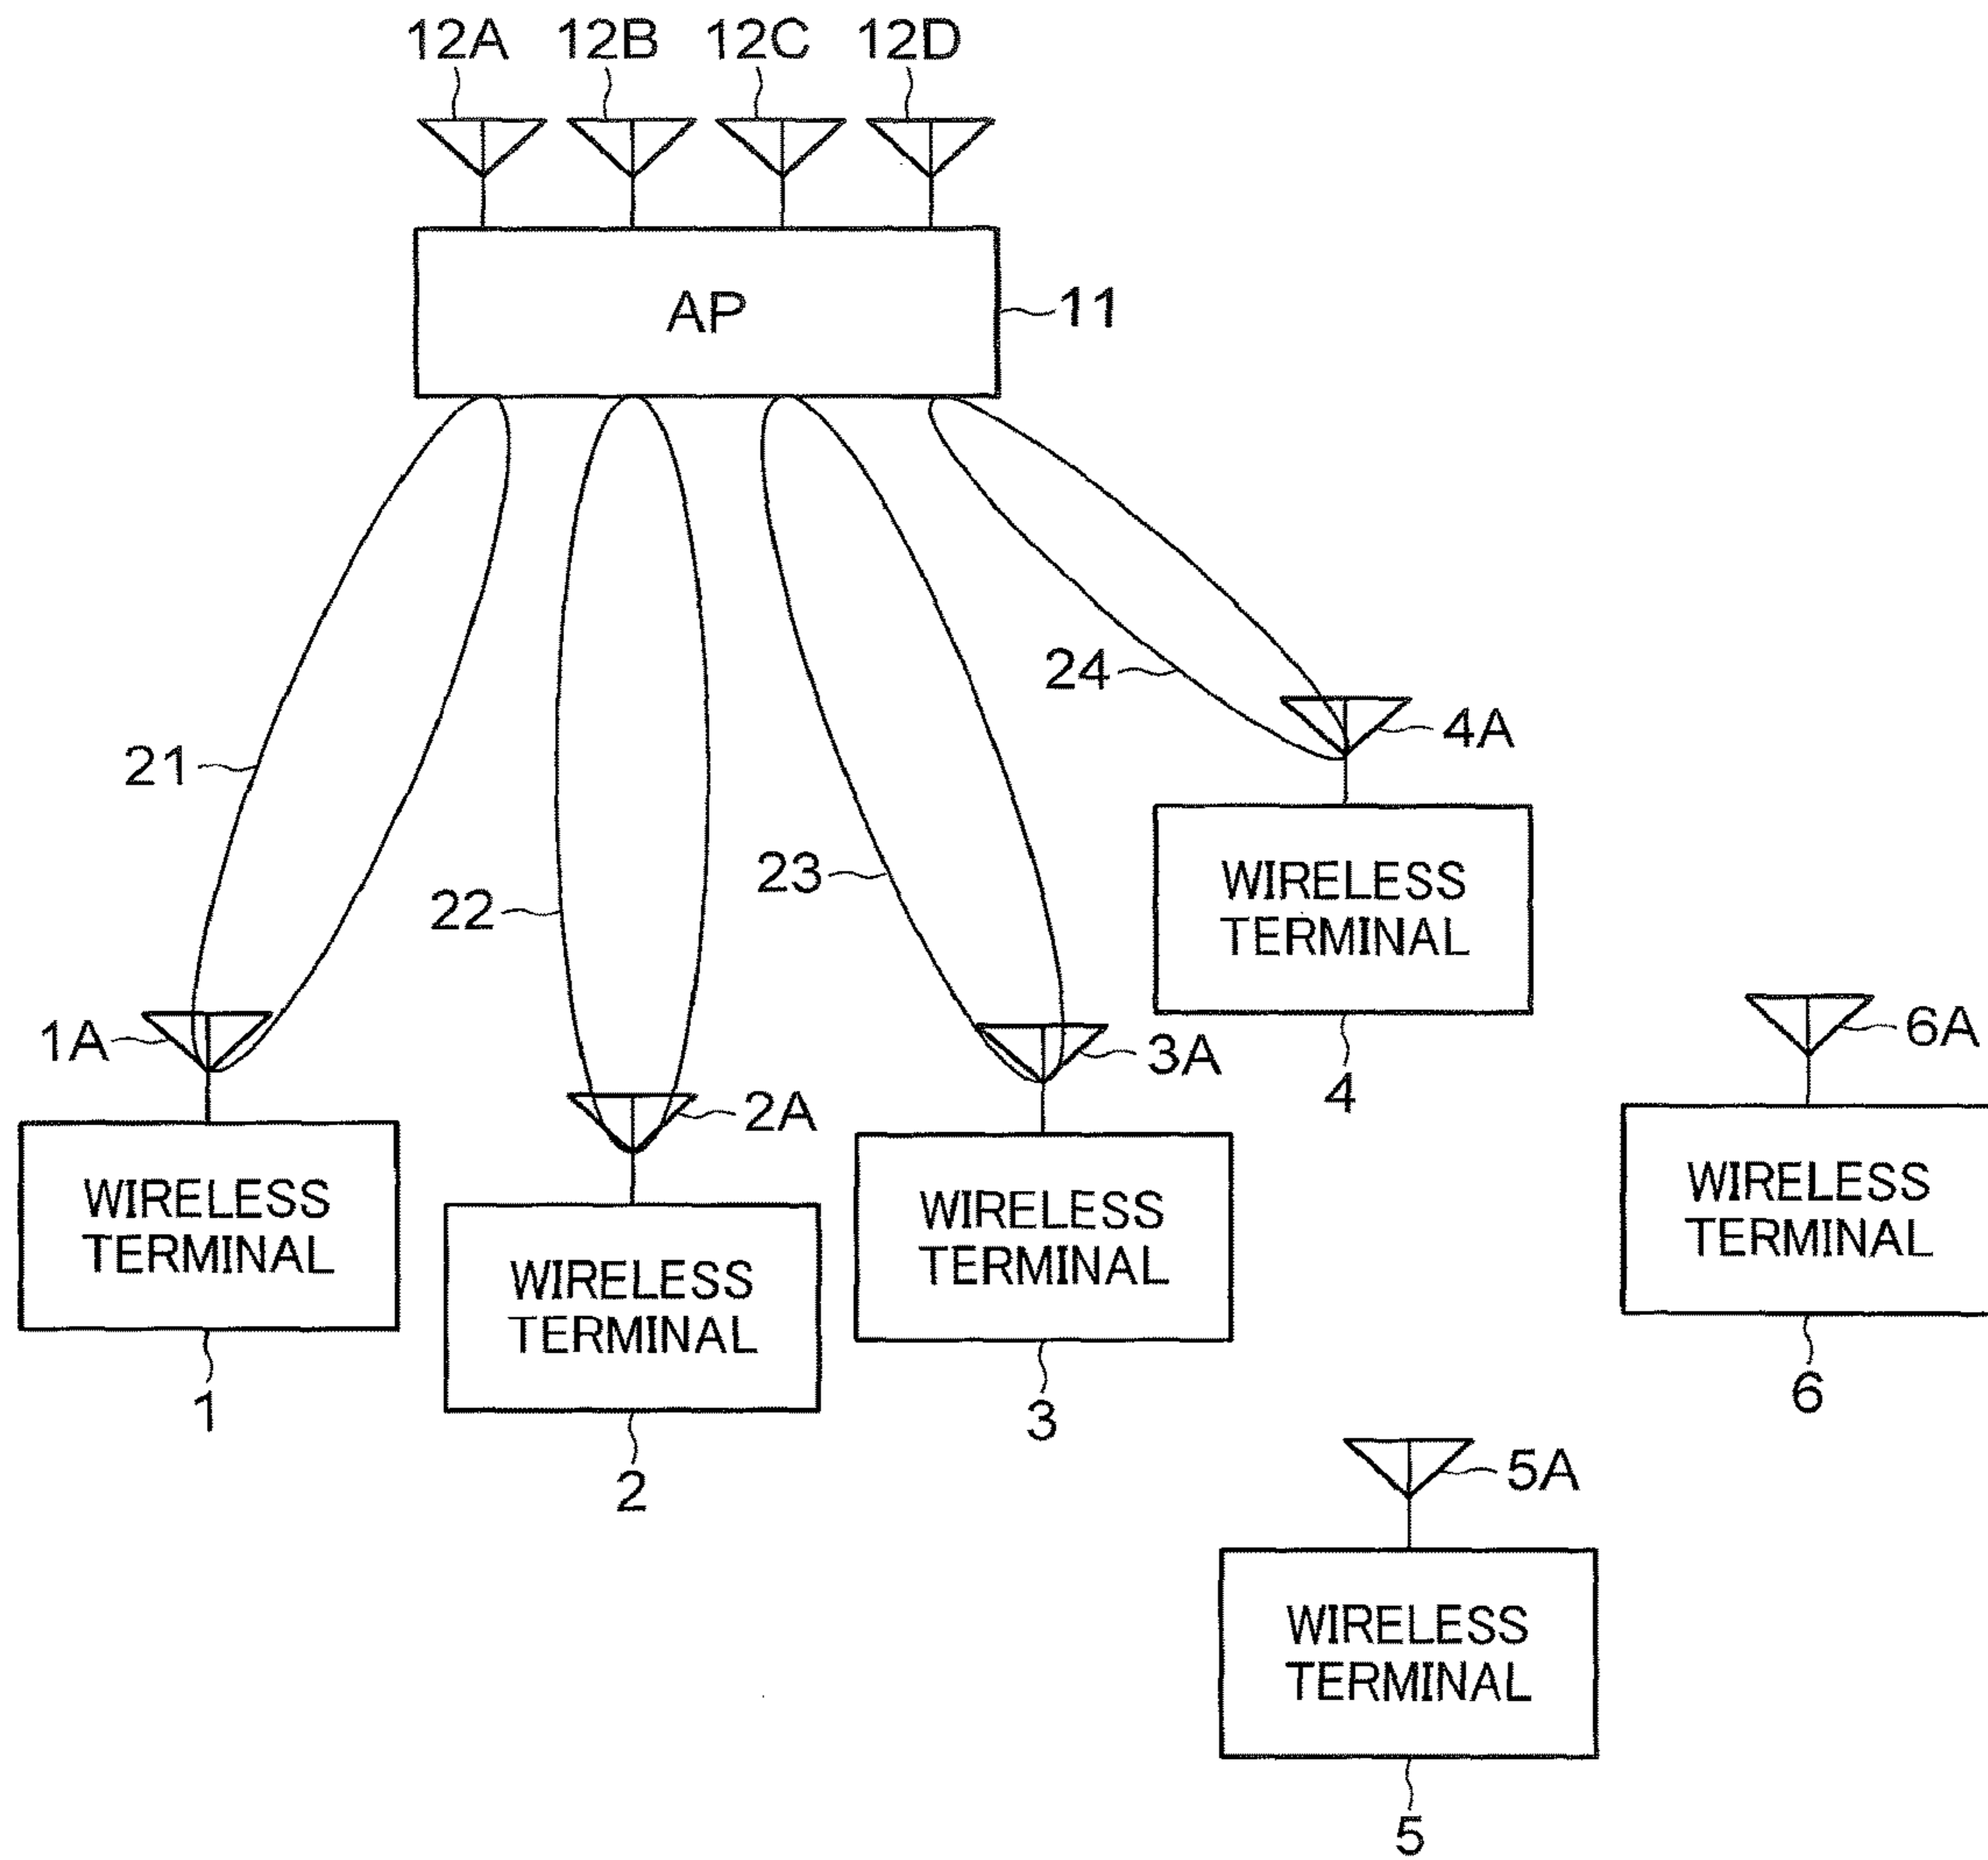 12A 12B 12C 12D
AP
11
24
4A
21
23
22
WIRELESS
TERMINAL
4
1A
2A
3A
6A
WIRELESS
TERMINAL
1
WIRELESS
TERMINAL
2
WIRELESS
TERMINAL
3
WIRELESS
TERMINAL
6
5A
WIRELESS
TERMINAL
5